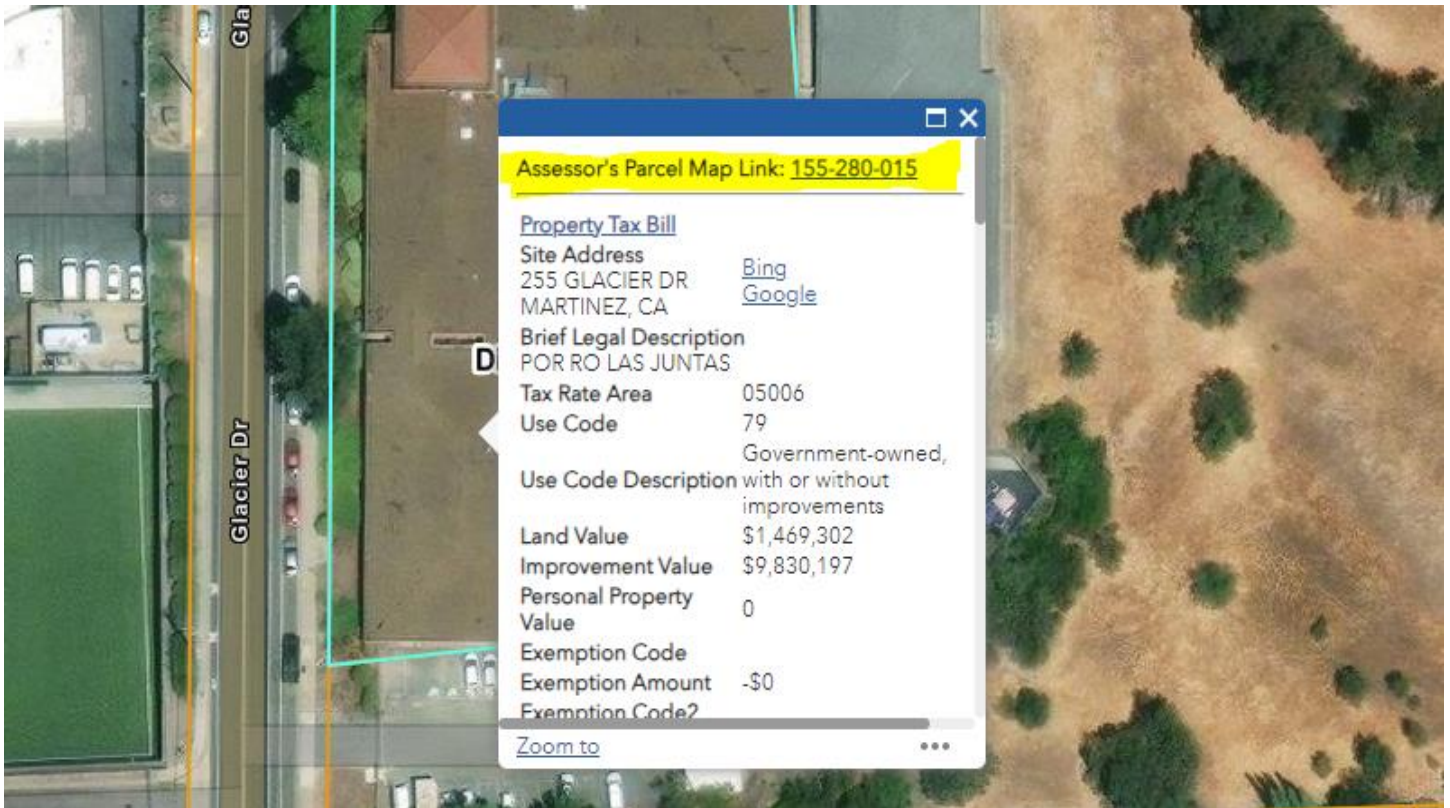 Gla
Assessor's Parcel Map Link: 155-280-015
Property Tax Bill
Site Address
255 GLACIER DR
MARTINEZ, CA
Bing
Google
Brief Legal Description
POR RO LAS JUNTAS
D
Tax Rate Area 05006
Use Code 79
Use Code Description Government-owned,
with or without
improvements
Land Value $1,469,302
Improvement Value $9,830,197
Personal Property
Value 0
Exemption Code
Exemption Amount -$0
Exemption Code2
Zoom to
Glacier Dr